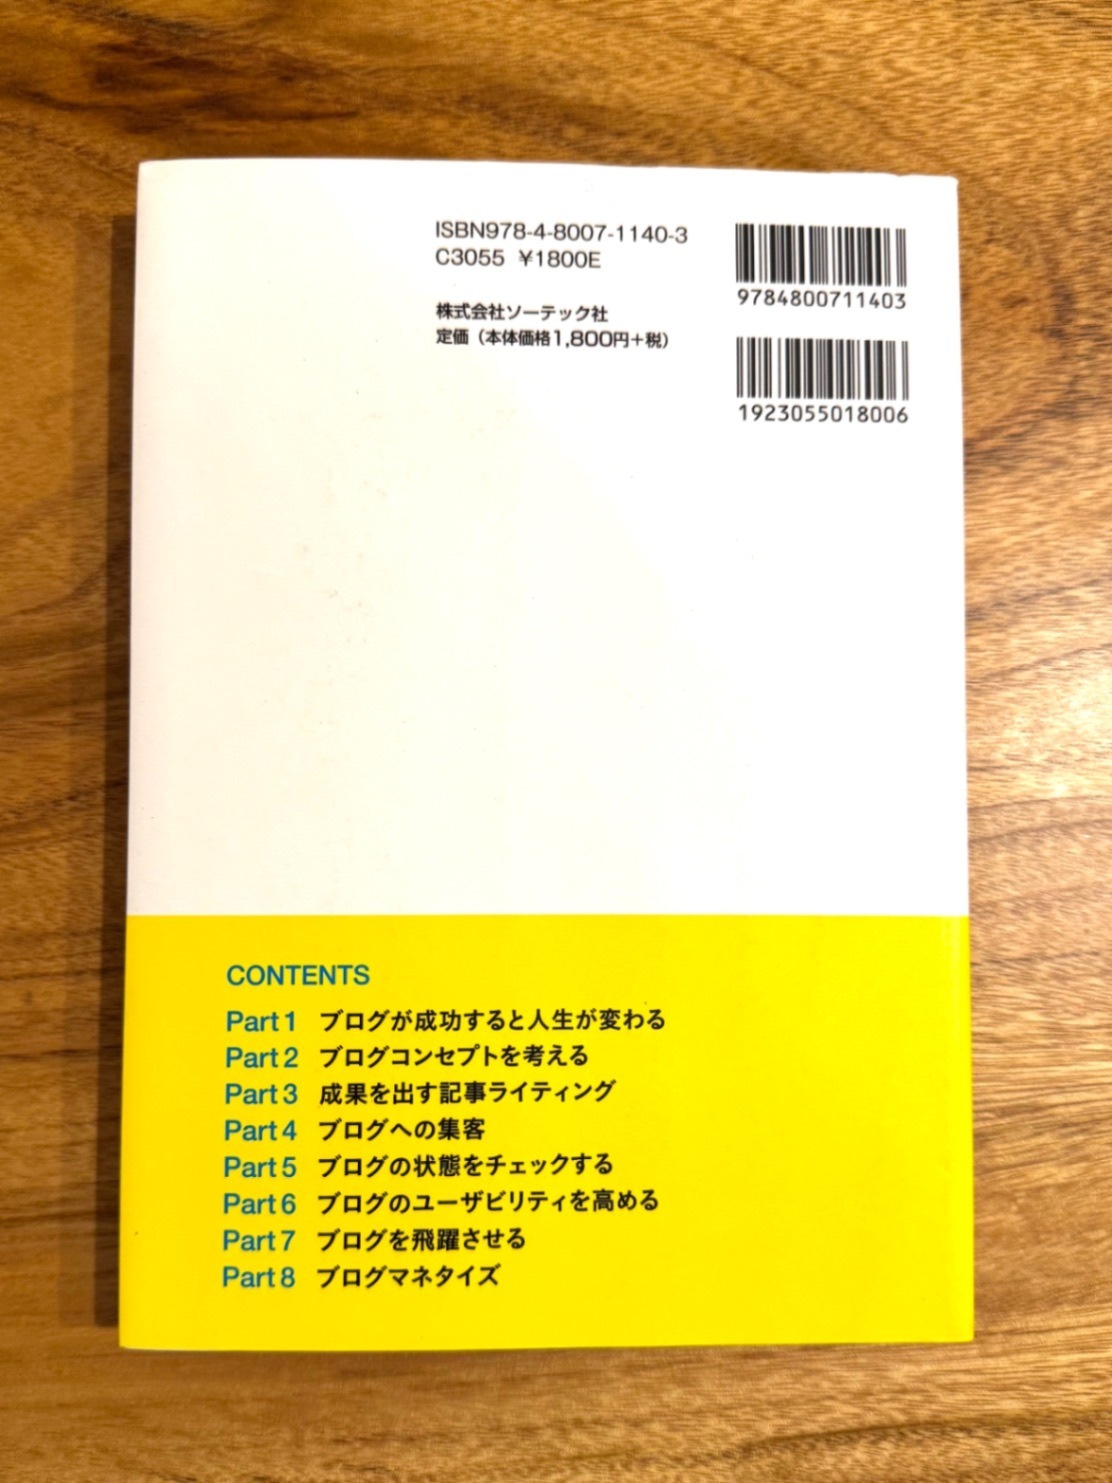 ISBN978-4-8007-1140-3
C3055 ¥1800E
株式会社ソーテック社
定価（本体価格1,800円+税）
9784800711403
1923055018006
CONTENTS
Part 1 ブログが成功すると人生が変わる
Part 2 ブログコンセプトを考える
Part 3 成果を出す記事ライティング
Part 4 ブログへの集客
Part 5 ブログの状態をチェックする
Part 6 ブログのユーザビリティを高める
Part 7 ブログを飛躍させる
Part 8 ブログマネタイズ